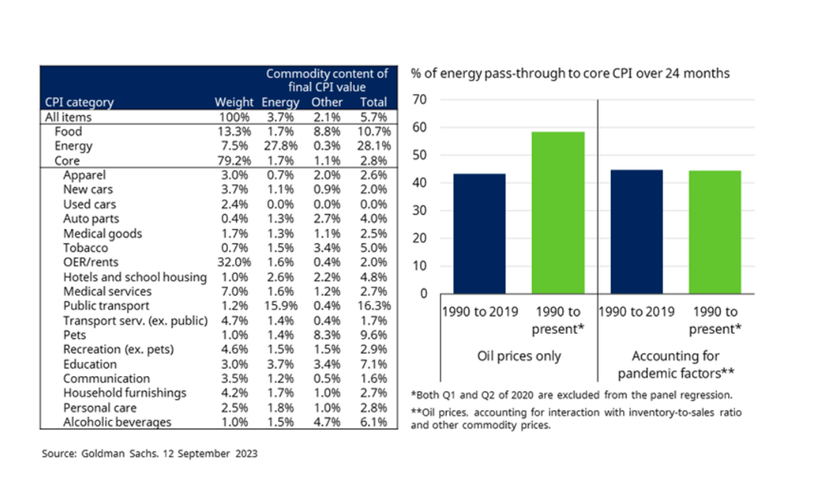 Commodity content of
final CPI value
CPI category Weight Energy Other Total
All items 100% 3.7% 2.1% 5.7%
Food 13.3% 1.7% 8.8% 10.7%
Energy 7.5% 27.8% 0.3% 28.1%
Core 79.2% 1.7% 1.1% 2.8%
Apparel 3.0% 0.7% 2.0% 2.6%
New cars 3.7% 1.1% 0.9% 2.0%
Used cars 2.4% 0.0% 0.0% 0.0%
Auto parts 0.4% 1.3% 2.7% 4.0%
Medical goods 1.7% 1.3% 1.1% 2.5%
Tobacco 0.7% 1.5% 3.4% 5.0%
OER/rents 32.0% 1.6% 0.4% 2.0%
Hotels and school housing 1.0% 2.6% 2.2% 4.8%
Medical services 7.0% 1.6% 1.2% 2.7%
Public transport 1.2% 15.9% 0.4% 16.3%
Transport serv. (ex. public) 4.7% 1.4% 0.4% 1.7%
Pets 1.0% 1.4% 8.3% 9.6%
Recreation (ex. pets) 4.6% 1.5% 1.5% 2.9%
Education 3.0% 3.7% 3.4% 7.1%
Communication 3.5% 1.2% 0.5% 1.6%
Household furnishings 4.2% 1.7% 1.0% 2.7%
Personal care 2.5% 1.8% 1.0% 2.8%
Alcoholic beverages 1.0% 1.5% 4.7% 6.1%
% of energy pass-through to core CPI over 24 months
70
60
50
40
30
20
10
0
1990 to 2019 1990 to 1990 to 2019 1990 to
present* present*
Oil prices only Accounting for
pandemic factors**
*Both Q1 and Q2 of 2020 are excluded from the panel regression.
**Oil prices. accounting for interaction with inventory-to-sales ratio
and other commodity prices.
Source: Goldman Sachs. 12 September 2023